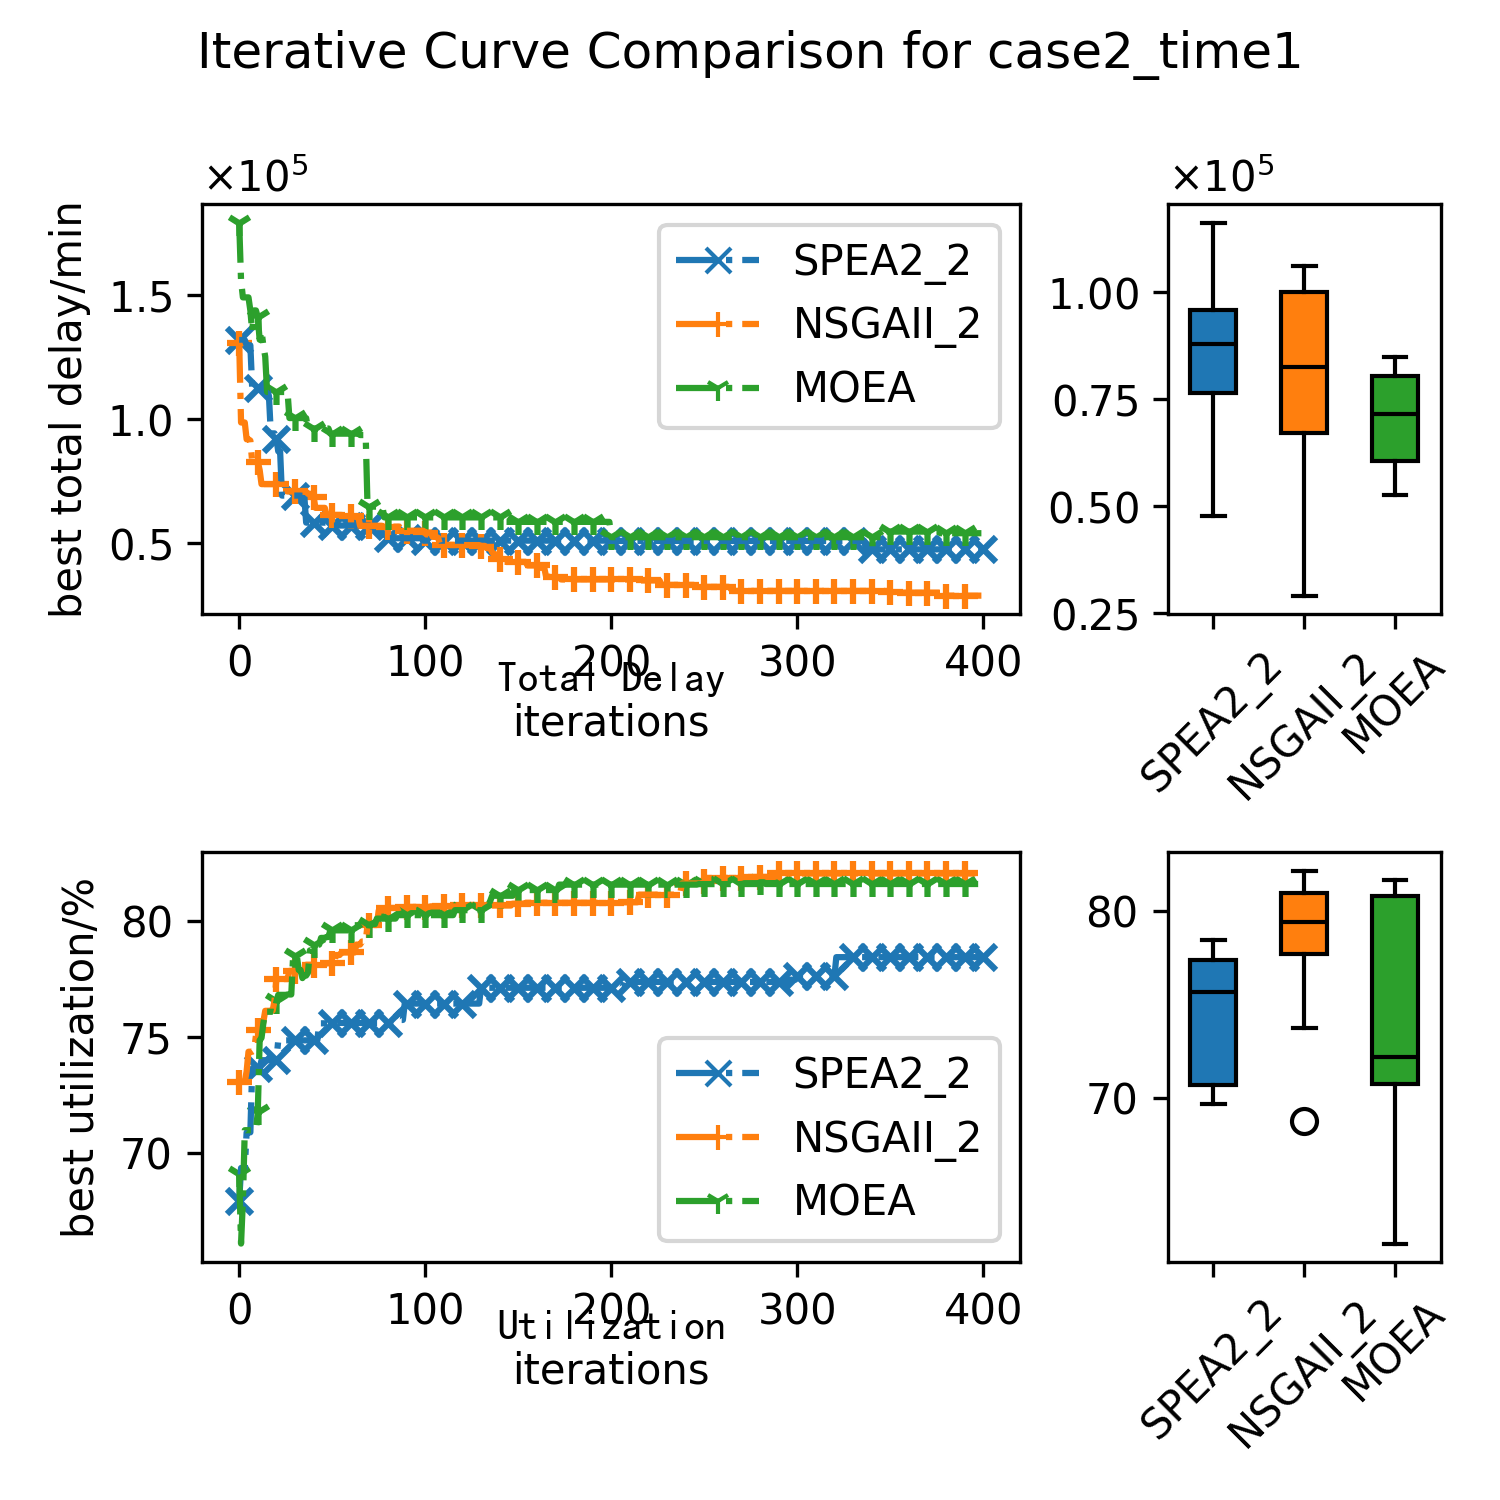 Iterative Curve Comparison for case2_time1
×10⁵
best total delay/min
1.5
1.0
0.5
SPEA2_2
NSGAII_2
MOEA
0 100 200 300 400
Total Delay
iterations
×10⁵
1.00
0.75
0.50
0.25
SPEA2_2
NSGAII_2
MOEA
best utilization/%
80
75
70
SPEA2_2
NSGAII_2
MOEA
0 100 200 300 400
Utilization
iterations
80
70
SPEA2_2
NSGAII_2
MOEA